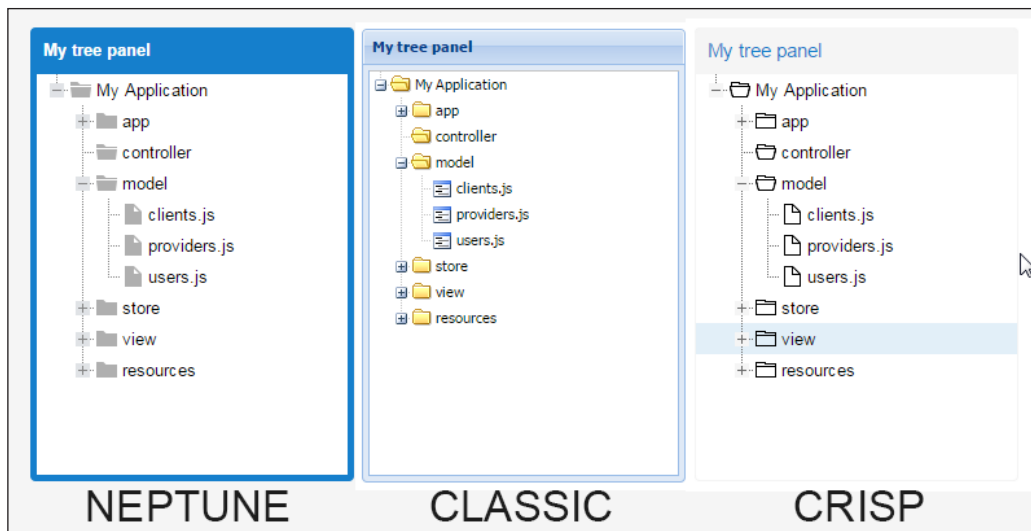 My tree panel
My Application
app
controller
model
clients.js
providers.js
users.js
store
view
resources
NEPTUNE
My tree panel
My Application
app
controller
model
clients.js
providers.js
users.js
store
view
resources
CLASSIC
My tree panel
My Application
app
controller
model
clients.js
providers.js
users.js
store
view
resources
CRISP